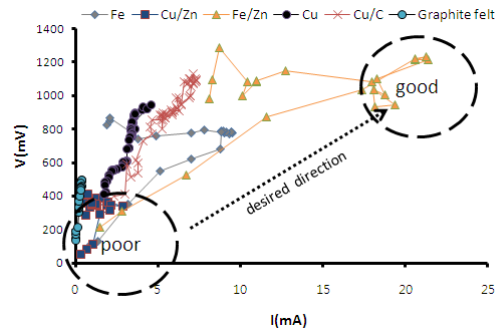 Fe Cu/Zn Fe/Zn Cu Cu/C Graphite felt
1400
1200
1000
800
600
400
200
0
V(mV)
good
desired direction
poor
0 5 10 15 20 25
I(mA)